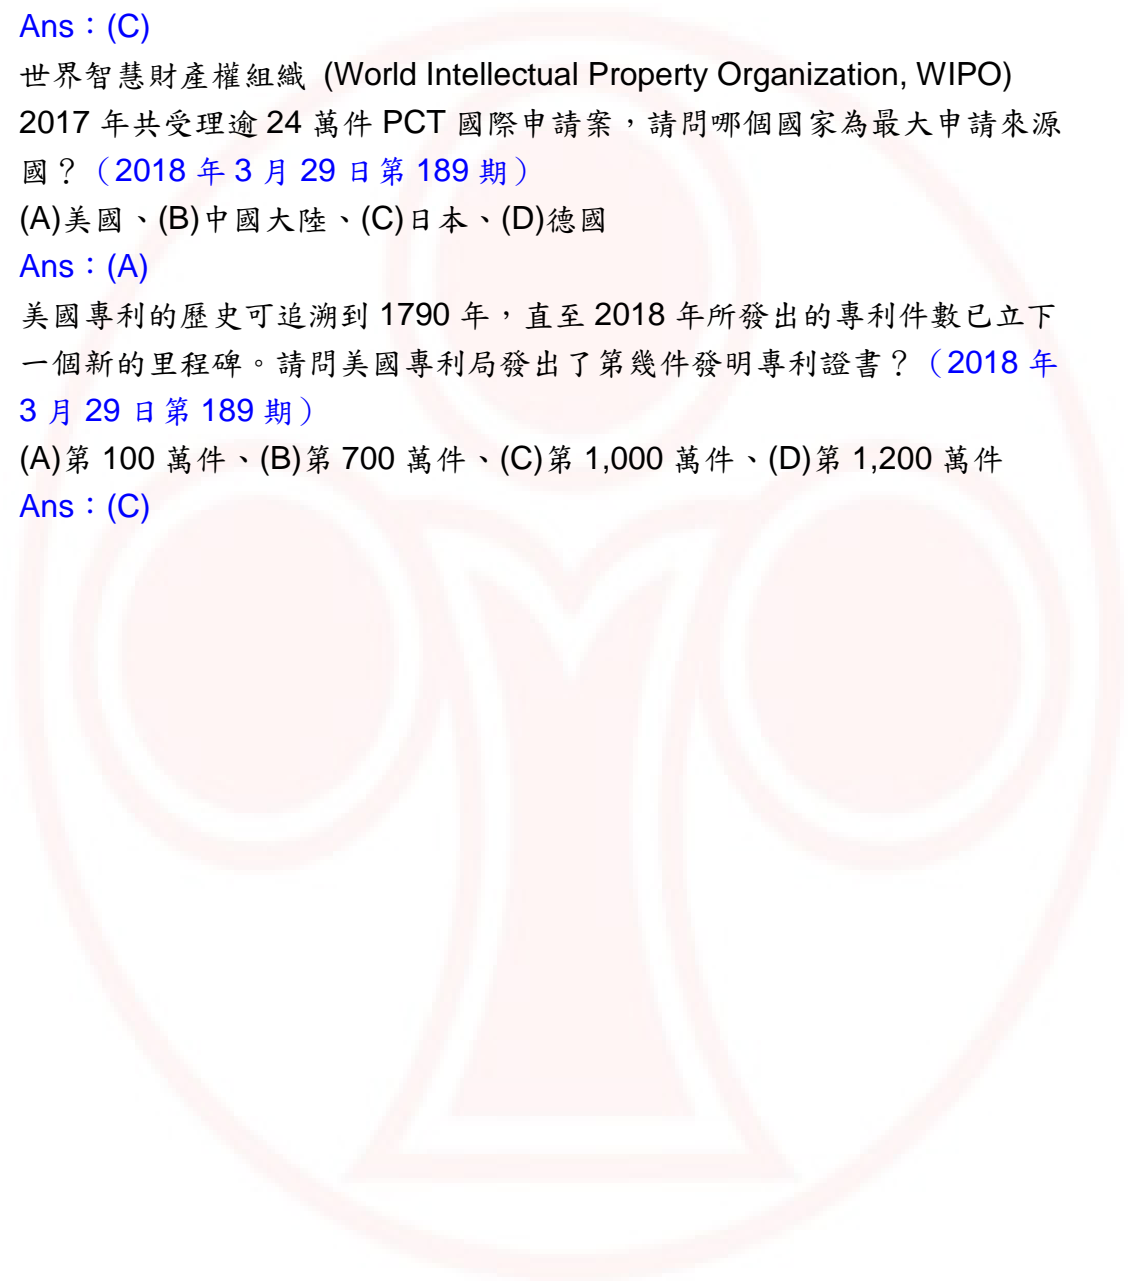 Ans：(C)
世界智慧財產權組織 (World Intellectual Property Organization, WIPO)
2017 年共受理逾 24 萬件 PCT 國際申請案，請問哪個國家為最大申請來源
國？（2018 年 3 月 29 日第 189 期）
(A)美國、(B)中國大陸、(C)日本、(D)德國
Ans：(A)
美國專利的歷史可追溯到 1790 年，直至 2018 年所發出的專利件數已立下
一個新的里程碑。請問美國專利局發出了第幾件發明專利證書？（2018 年
3 月 29 日第 189 期）
(A)第 100 萬件、(B)第 700 萬件、(C)第 1,000 萬件、(D)第 1,200 萬件
Ans：(C)